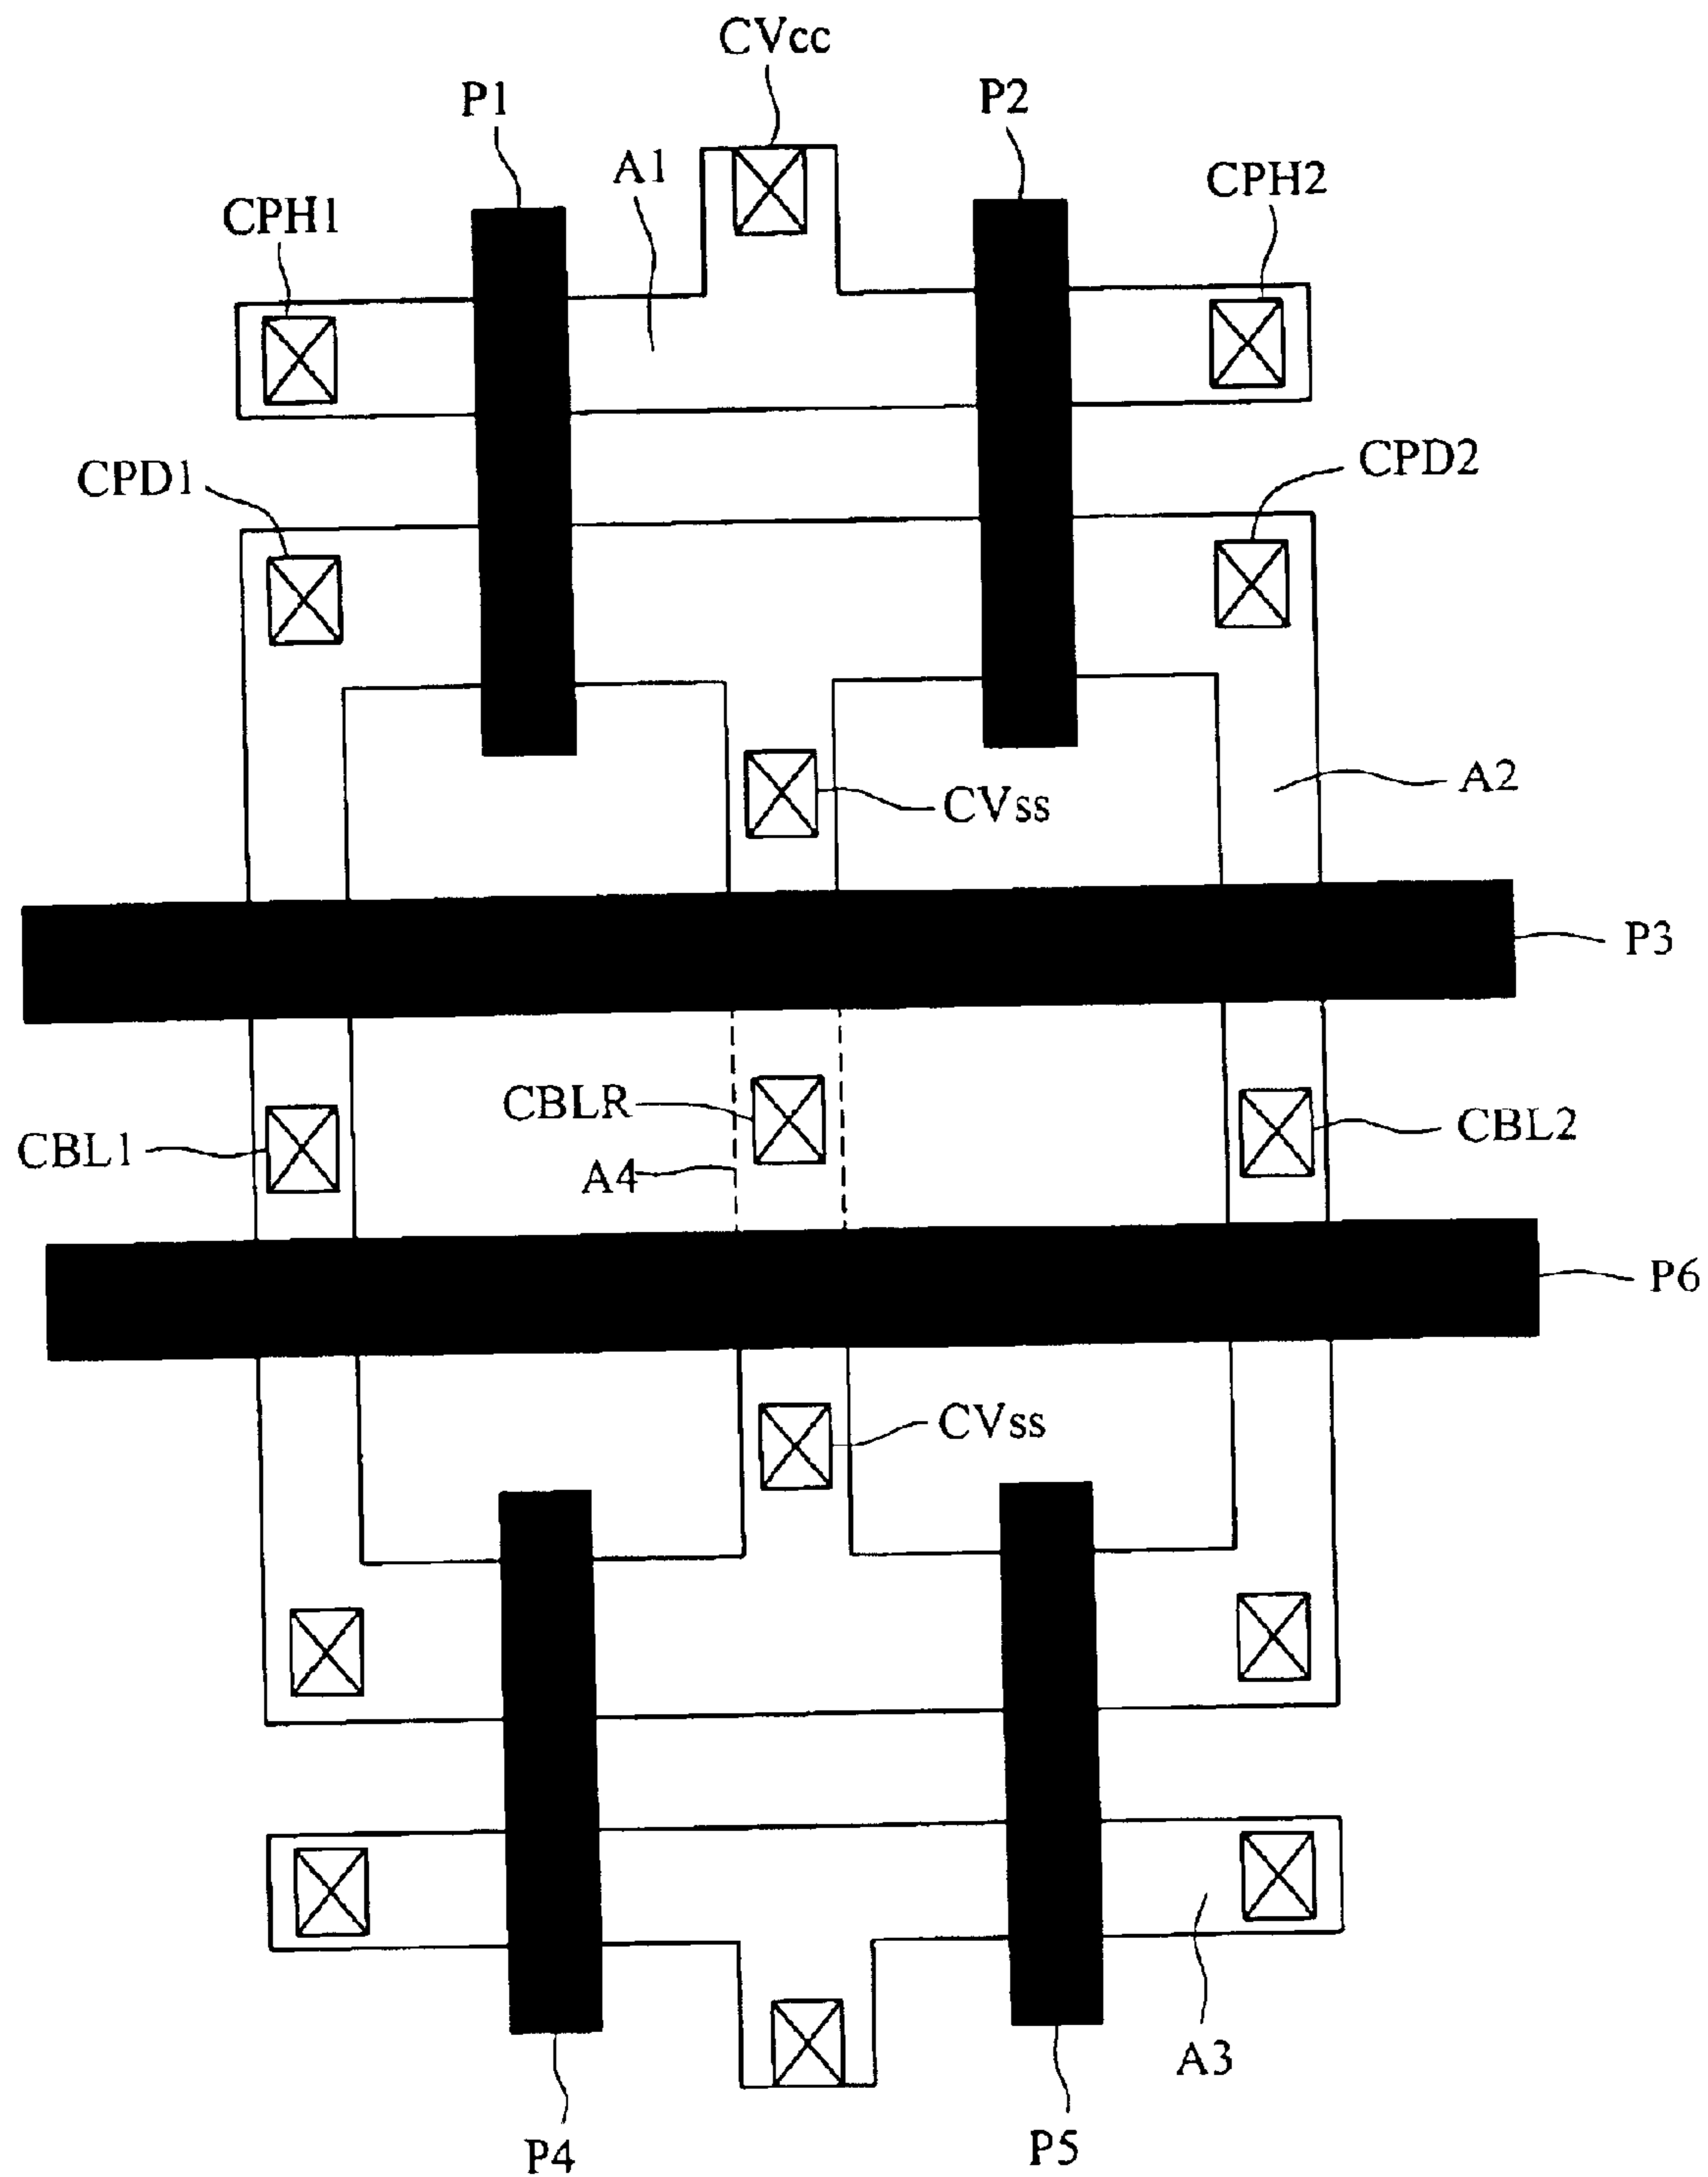 CVcc
P1
P2
A1
CPH1
CPH2
CPD1
CPD2
A2
CVss
P3
CBLR
CBL1
CBL2
A4
P6
CVss
A3
P4
P5